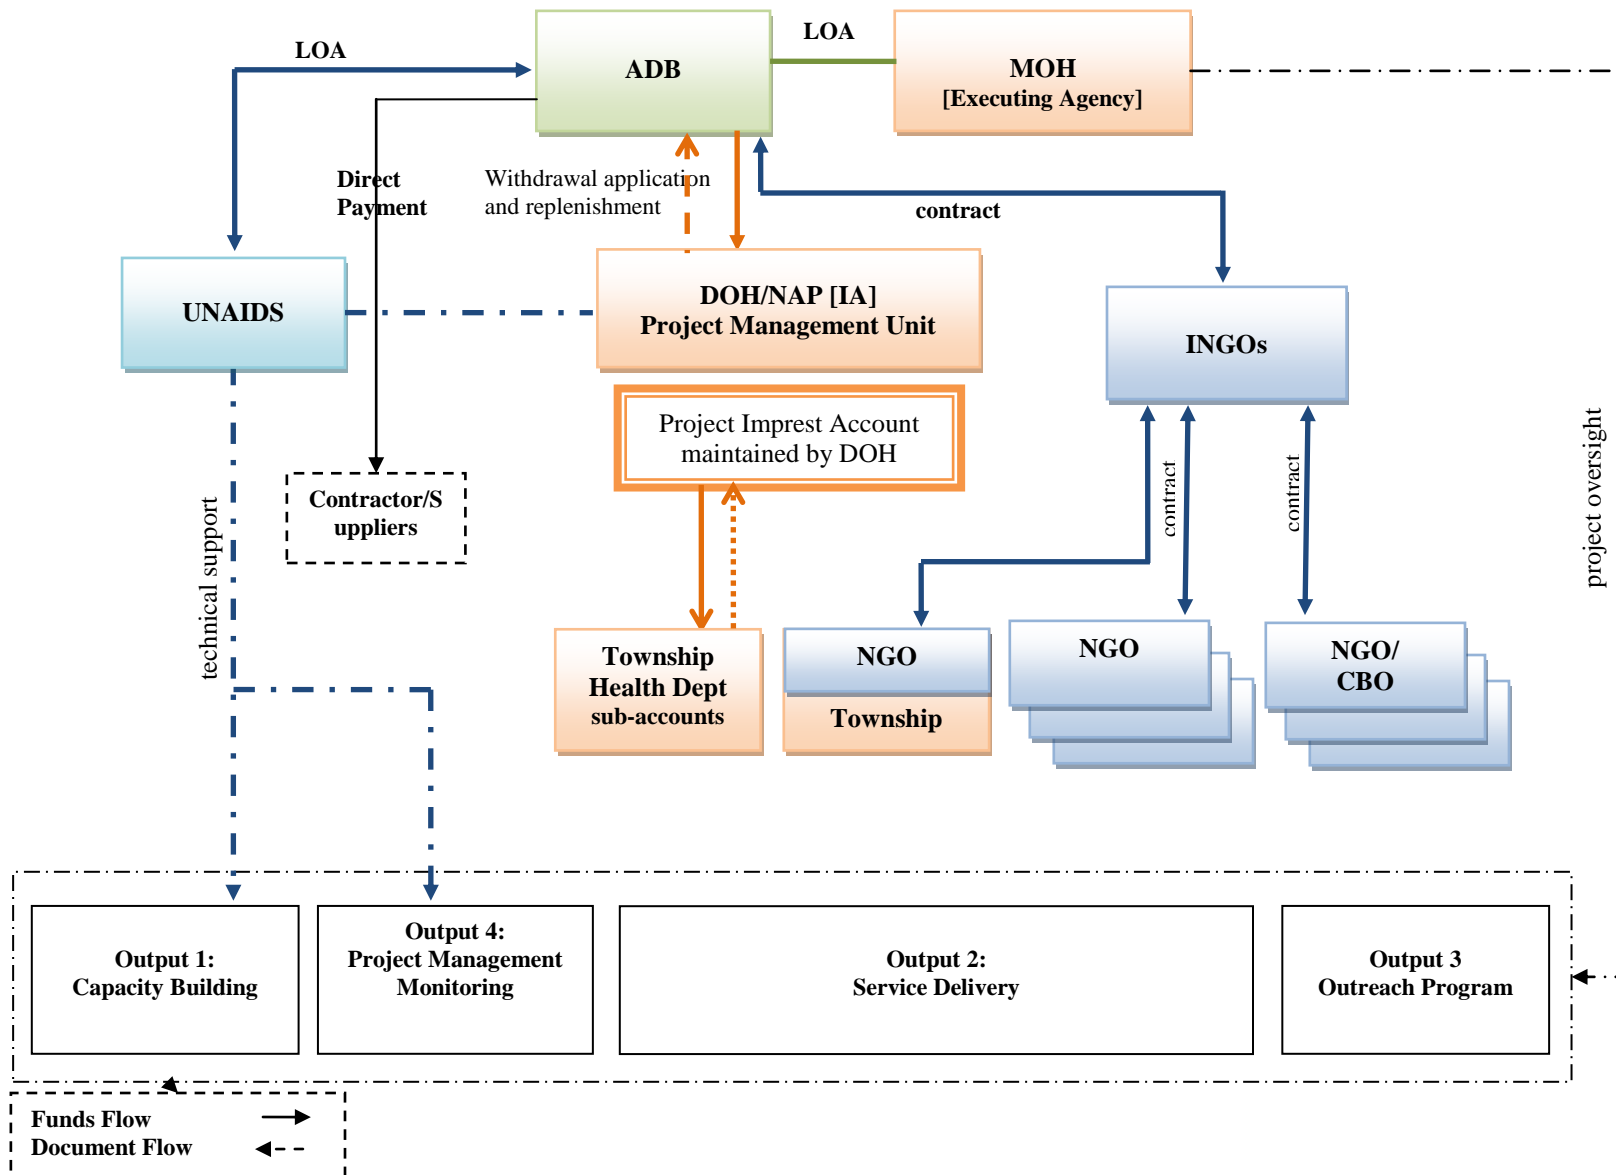 LOA
LOA
ADB
MOH
[Executing Agency]
Direct
Payment
Withdrawal application
and replenishment
contract
UNAIDS
DOH/NAP [IA]
Project Management Unit
INGOs
Project Imprest Account
maintained by DOH
Contractor/S
uppliers
technical support
contract
contract
project oversight
Township
Health Dept
sub-accounts
NGO
Township
NGO
NGO/
CBO
Output 1:
Capacity Building
Output 4:
Project Management
Monitoring
Output 2:
Service Delivery
Output 3
Outreach Program
Funds Flow
Document Flow